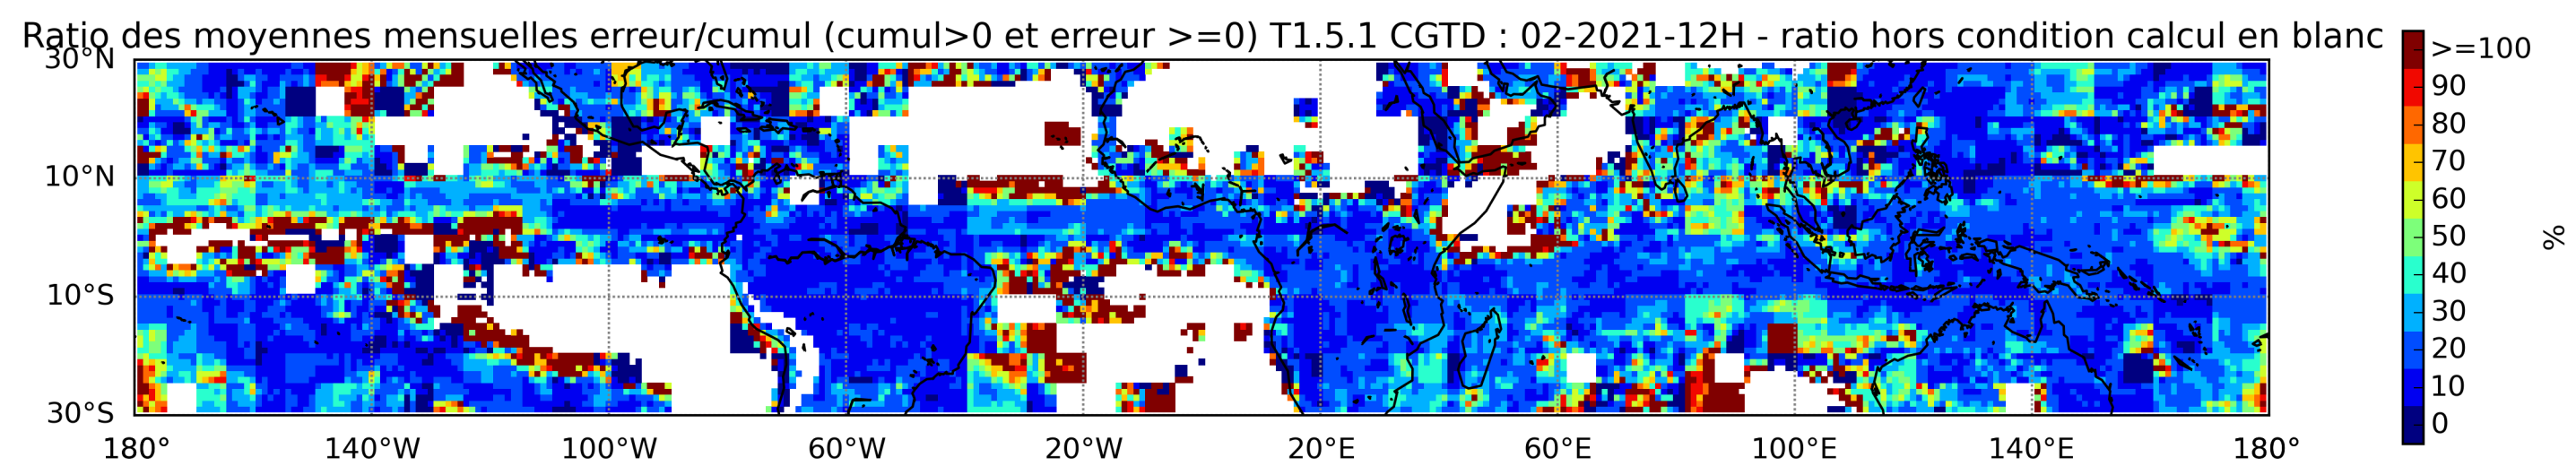 Ratio des moyennes mensuelles erreur/cumul (cumul>0 et erreur >=0) T1.5.1 CGTD : 02-2021-12H - ratio hors condition calcul en blanc
30°N
10°N
10°S
30°S
180°
140°W
100°W
60°W
20°W
20°E
60°E
100°E
140°E
180°
>=100
90
80
70
60
50
40
30
20
10
0
%